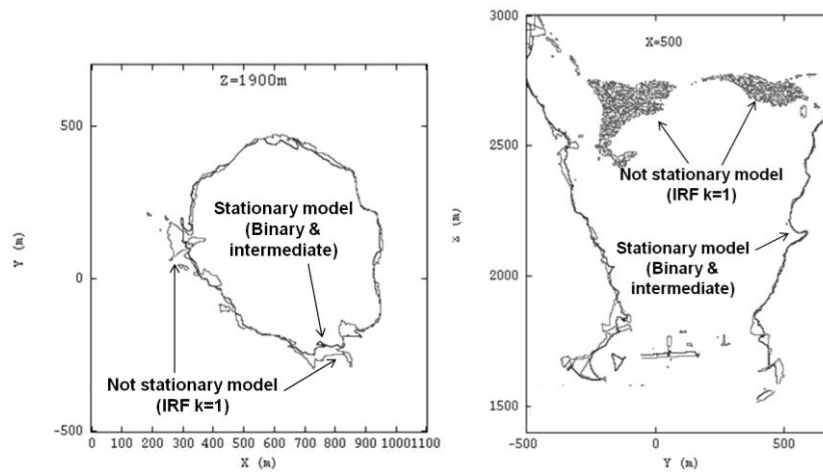 Z=1900m
500
Y (m)
0
-500
Stationary model
(Binary &
intermediate)
Not stationary model
(IRF k=1)
0 100 200 300 400 500 600 700 800 900 1000 1100
X (m)
3000
X=500
2500
Z (m)
2000
1500
Not stationary model
(IRF k=1)
Stationary model
(Binary &
intermediate)
-500 0 500
Y (m)